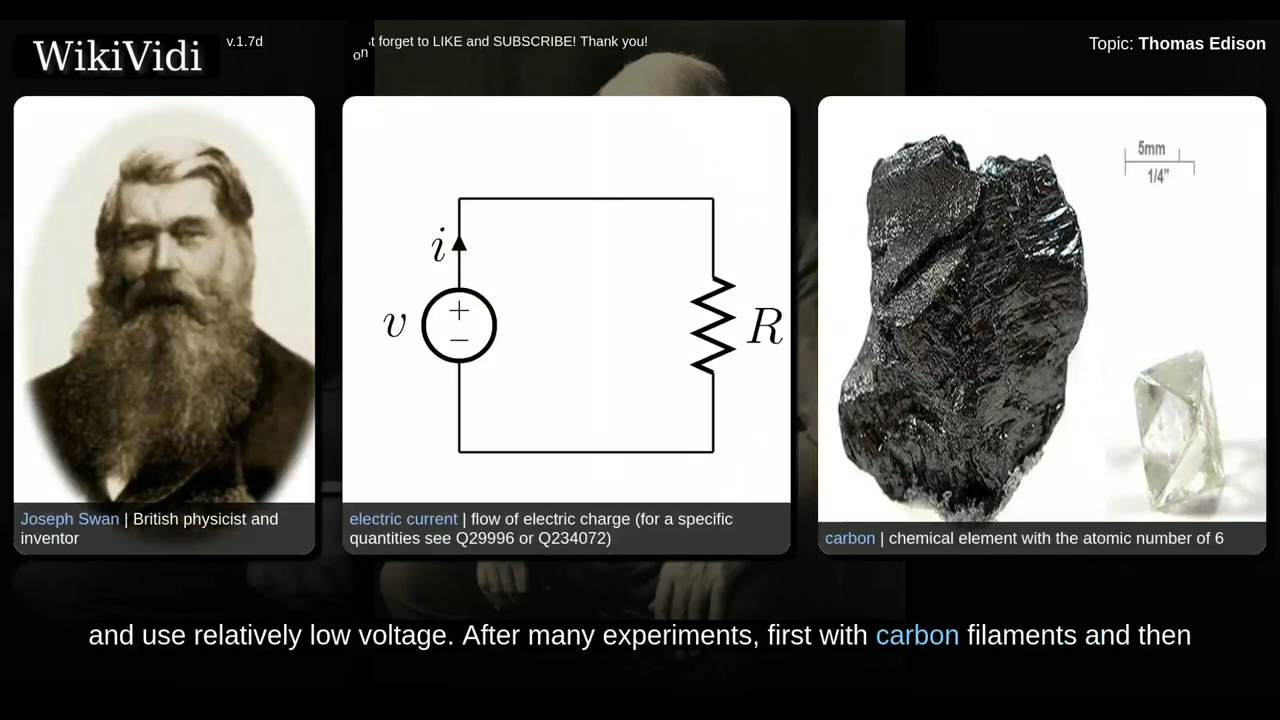 WikiVidi
v.1.7d
on
t forget to LIKE and SUBSCRIBE! Thank you!
Topic: Thomas Edison
i
v
+
−
R
5mm
1/4"
Joseph Swan | British physicist and
inventor
electric current | flow of electric charge (for a specific
quantities see Q29996 or Q234072)
carbon | chemical element with the atomic number of 6
and use relatively low voltage. After many experiments, first with carbon filaments and then